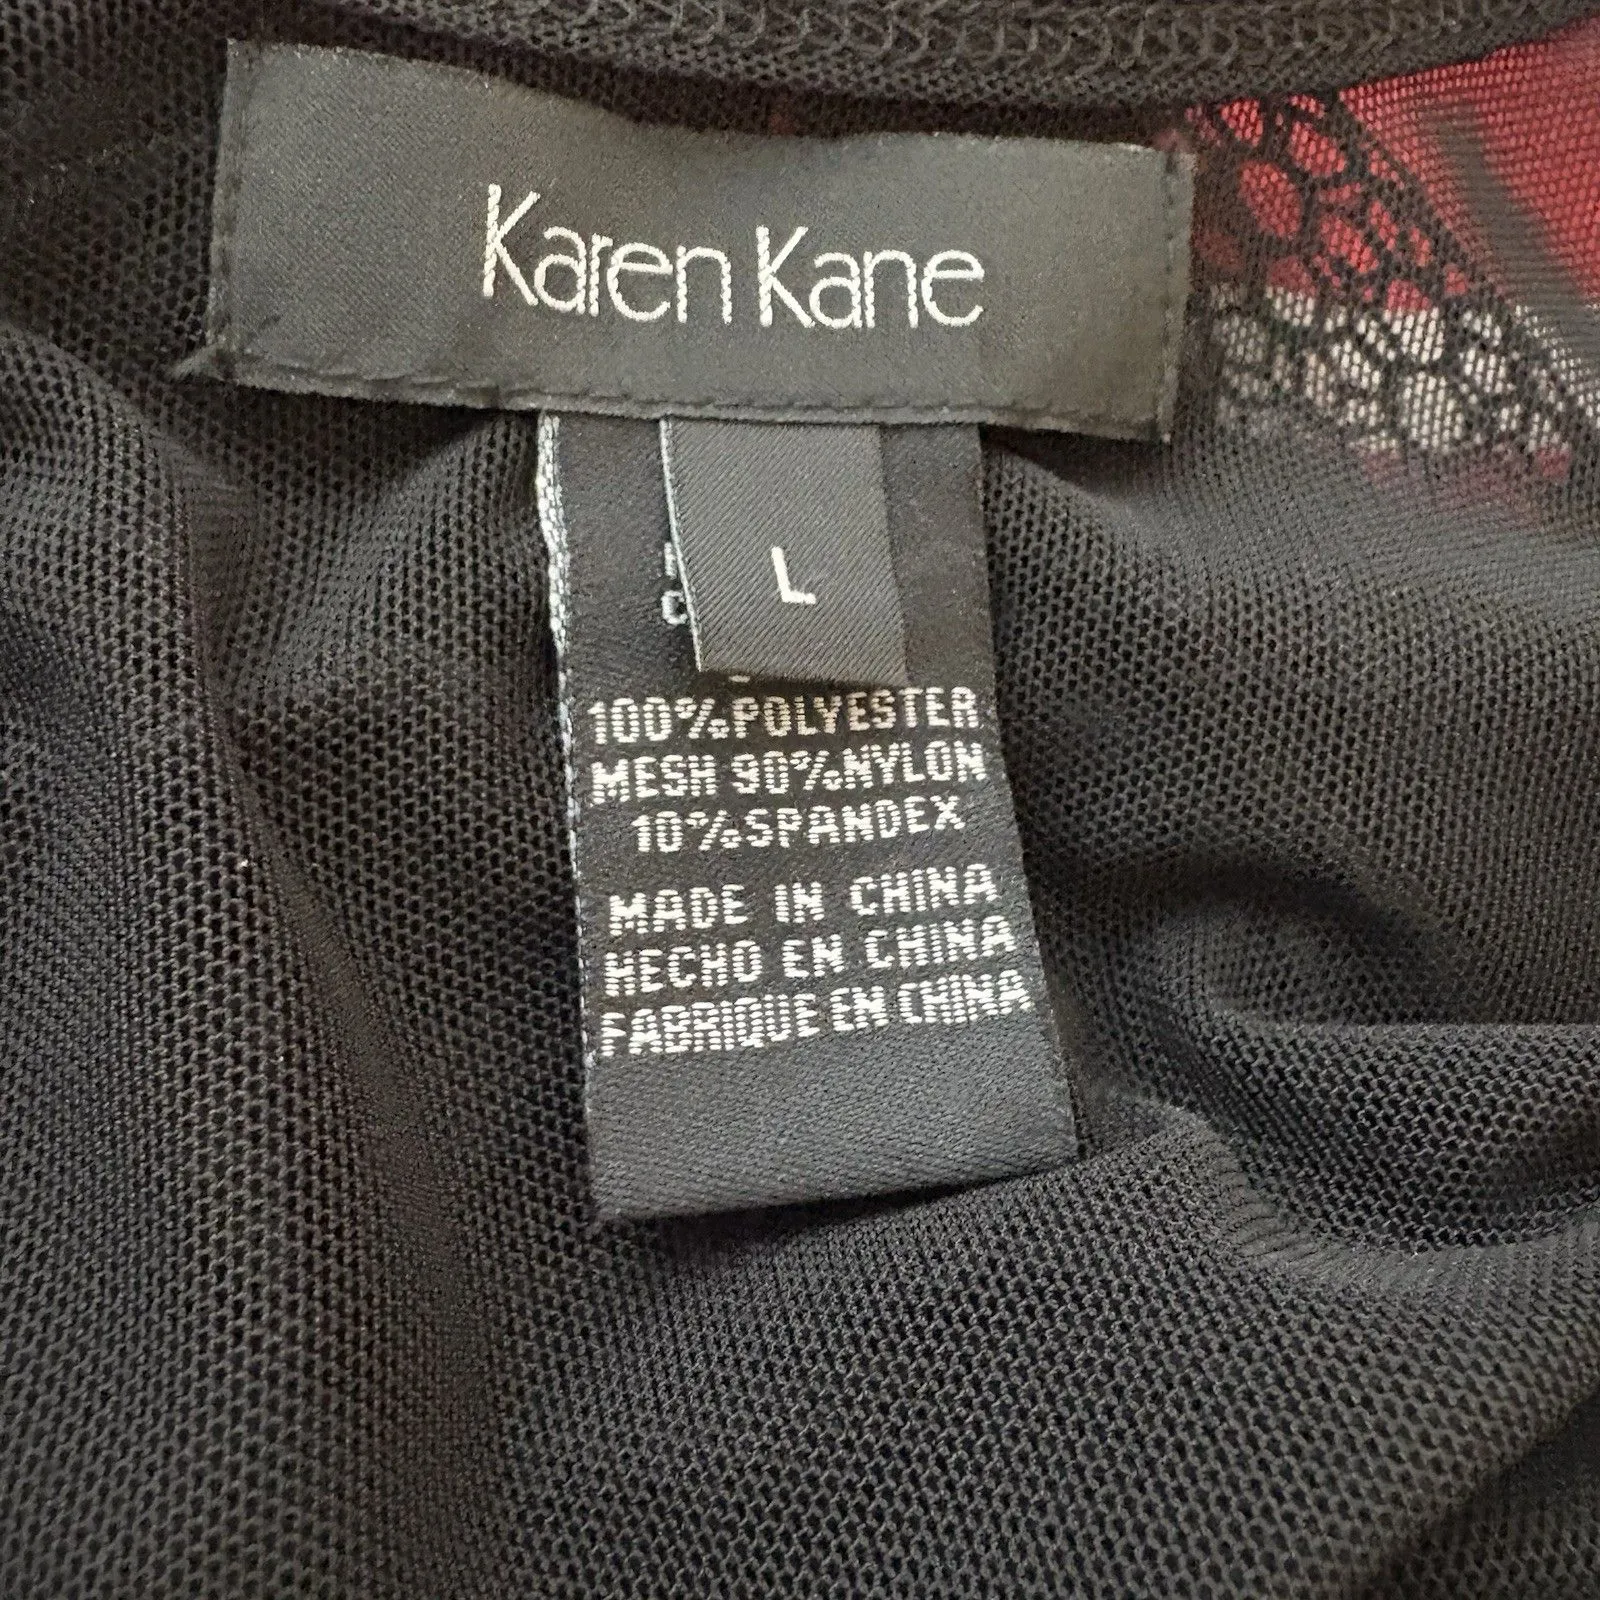 Karen Kane
L
100% POLYESTER
MESH 90% NYLON
10% SPANDEX
MADE IN CHINA
HECHO EN CHINA
FABRIQUE EN CHINA